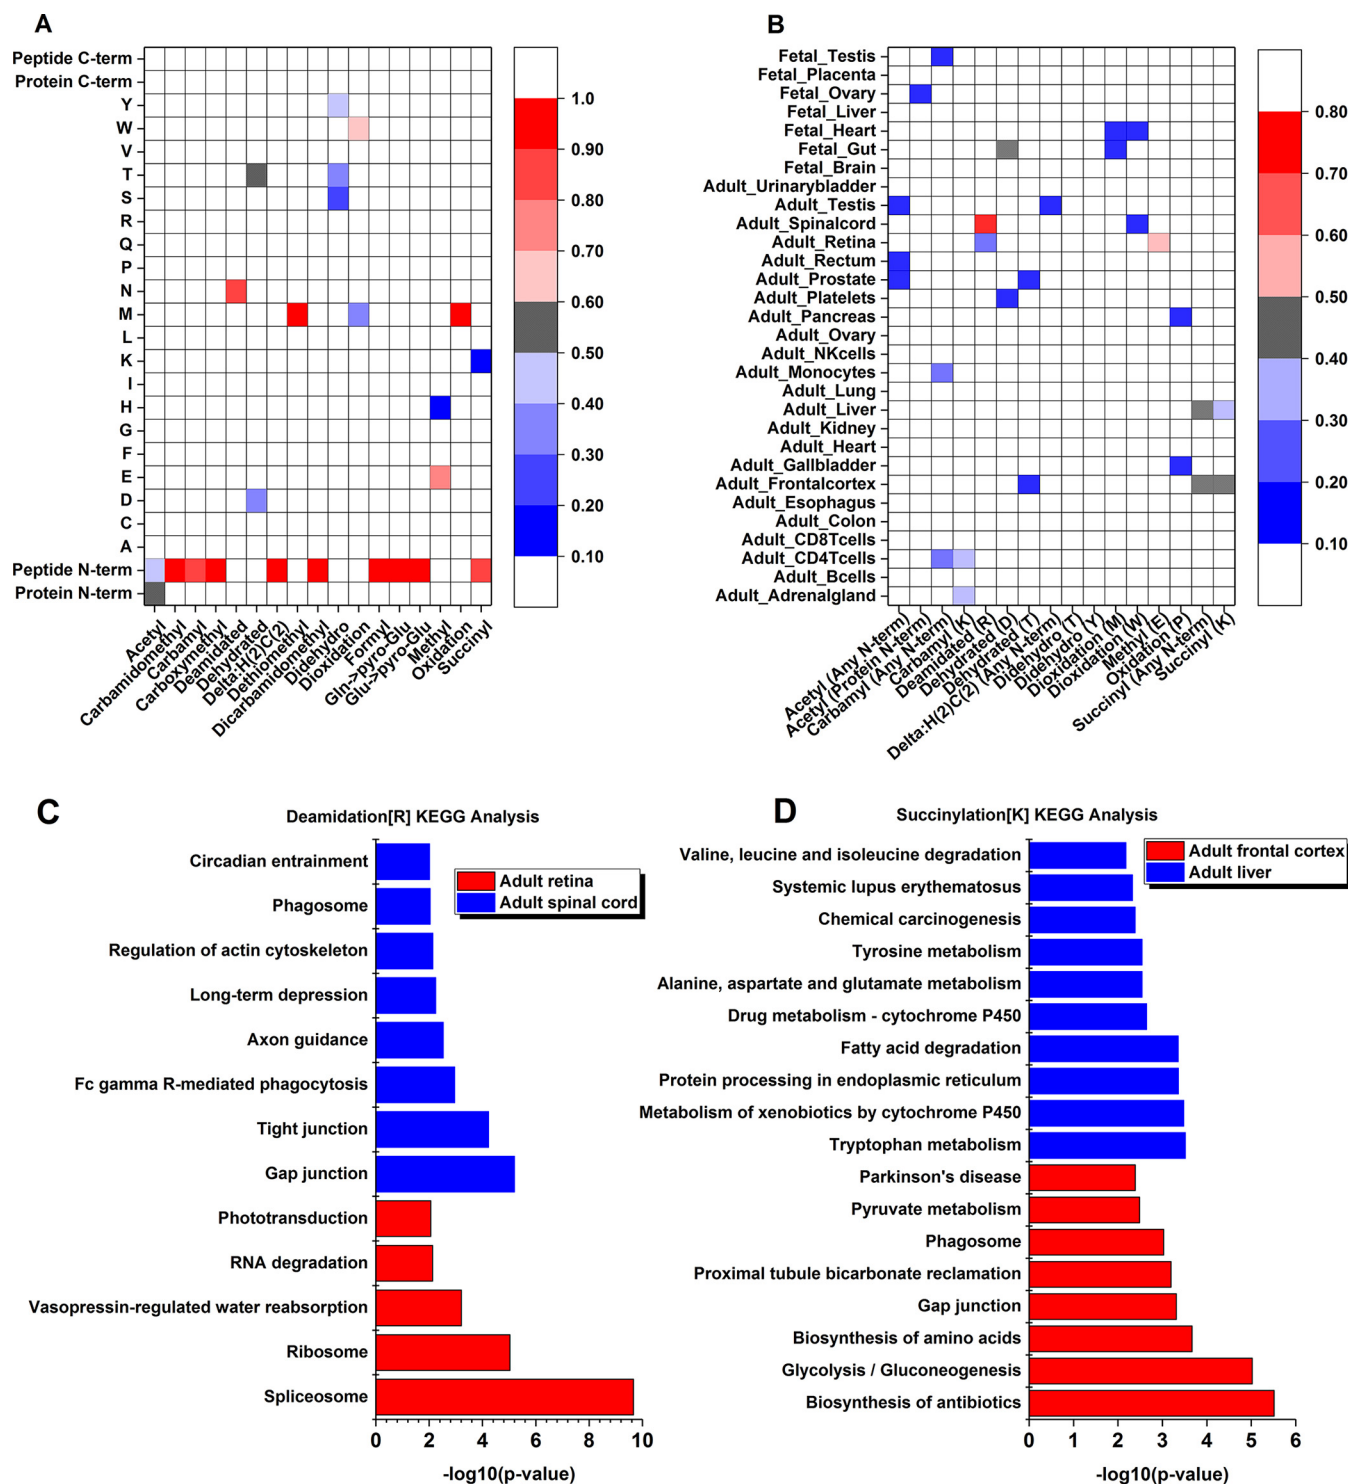 A
Peptide C-term
Protein C-term
Y
W
V
T
S
R
Q
P
N
M
L
K
I
H
G
F
E
D
C
A
Peptide N-term
Protein N-term
Acetyl
Carbamidomethyl
Carbamyl
Carboxymethyl
Deamidated
Dehydrated
Delta:H(2)C(2)
Dethiomethyl
Dicarbamidomethyl
Didehydro
Dioxidation
Formyl
Gln->pyro-Glu
Glu->pyro-Glu
Methyl
Oxidation
Succinyl
1.0
0.90
0.80
0.70
0.60
0.50
0.40
0.30
0.20
0.10
B
Fetal_Testis
Fetal_Placenta
Fetal_Ovary
Fetal_Liver
Fetal_Heart
Fetal_Gut
Fetal_Brain
Adult_Urinarybladder
Adult_Testis
Adult_Spinalcord
Adult_Retina
Adult_Rectum
Adult_Prostate
Adult_Platelets
Adult_Pancreas
Adult_Ovary
Adult_NKcells
Adult_Monocytes
Adult_Lung
Adult_Liver
Adult_Kidney
Adult_Heart
Adult_Gallbladder
Adult_Frontalcortex
Adult_Esophagus
Adult_Colon
Adult_CD8Tcells
Adult_CD4Tcells
Adult_Bcells
Adult_Adrenalgland
Acetyl (Any N-term)
Acetyl (Protein N-term)
Carbamyl (Any N-term)
Carbamyl (K)
Deamidated (R)
Dehydrated (D)
Dehydrated (T)
Delta:H(2)C(2) (Any N-term)
Didehydro (T)
Didehydro (Y)
Dioxidation (M)
Dioxidation (W)
Methyl (E)
Oxidation (P)
Succinyl (Any N-term)
Succinyl (K)
0.80
0.70
0.60
0.50
0.40
0.30
0.20
0.10
C
Deamidation[R] KEGG Analysis
Adult retina
Adult spinal cord
Circadian entrainment
Phagosome
Regulation of actin cytoskeleton
Long-term depression
Axon guidance
Fc gamma R-mediated phagocytosis
Tight junction
Gap junction
Phototransduction
RNA degradation
Vasopressin-regulated water reabsorption
Ribosome
Spliceosome
0 2 4 6 8 10
-log10(p-value)
D
Succinylation[K] KEGG Analysis
Adult frontal cortex
Adult liver
Valine, leucine and isoleucine degradation
Systemic lupus erythematosus
Chemical carcinogenesis
Tyrosine metabolism
Alanine, aspartate and glutamate metabolism
Drug metabolism - cytochrome P450
Fatty acid degradation
Protein processing in endoplasmic reticulum
Metabolism of xenobiotics by cytochrome P450
Tryptophan metabolism
Parkinson's disease
Pyruvate metabolism
Phagosome
Proximal tubule bicarbonate reclamation
Gap junction
Biosynthesis of amino acids
Glycolysis / Gluconeogenesis
Biosynthesis of antibiotics
0 1 2 3 4 5 6
-log10(p-value)